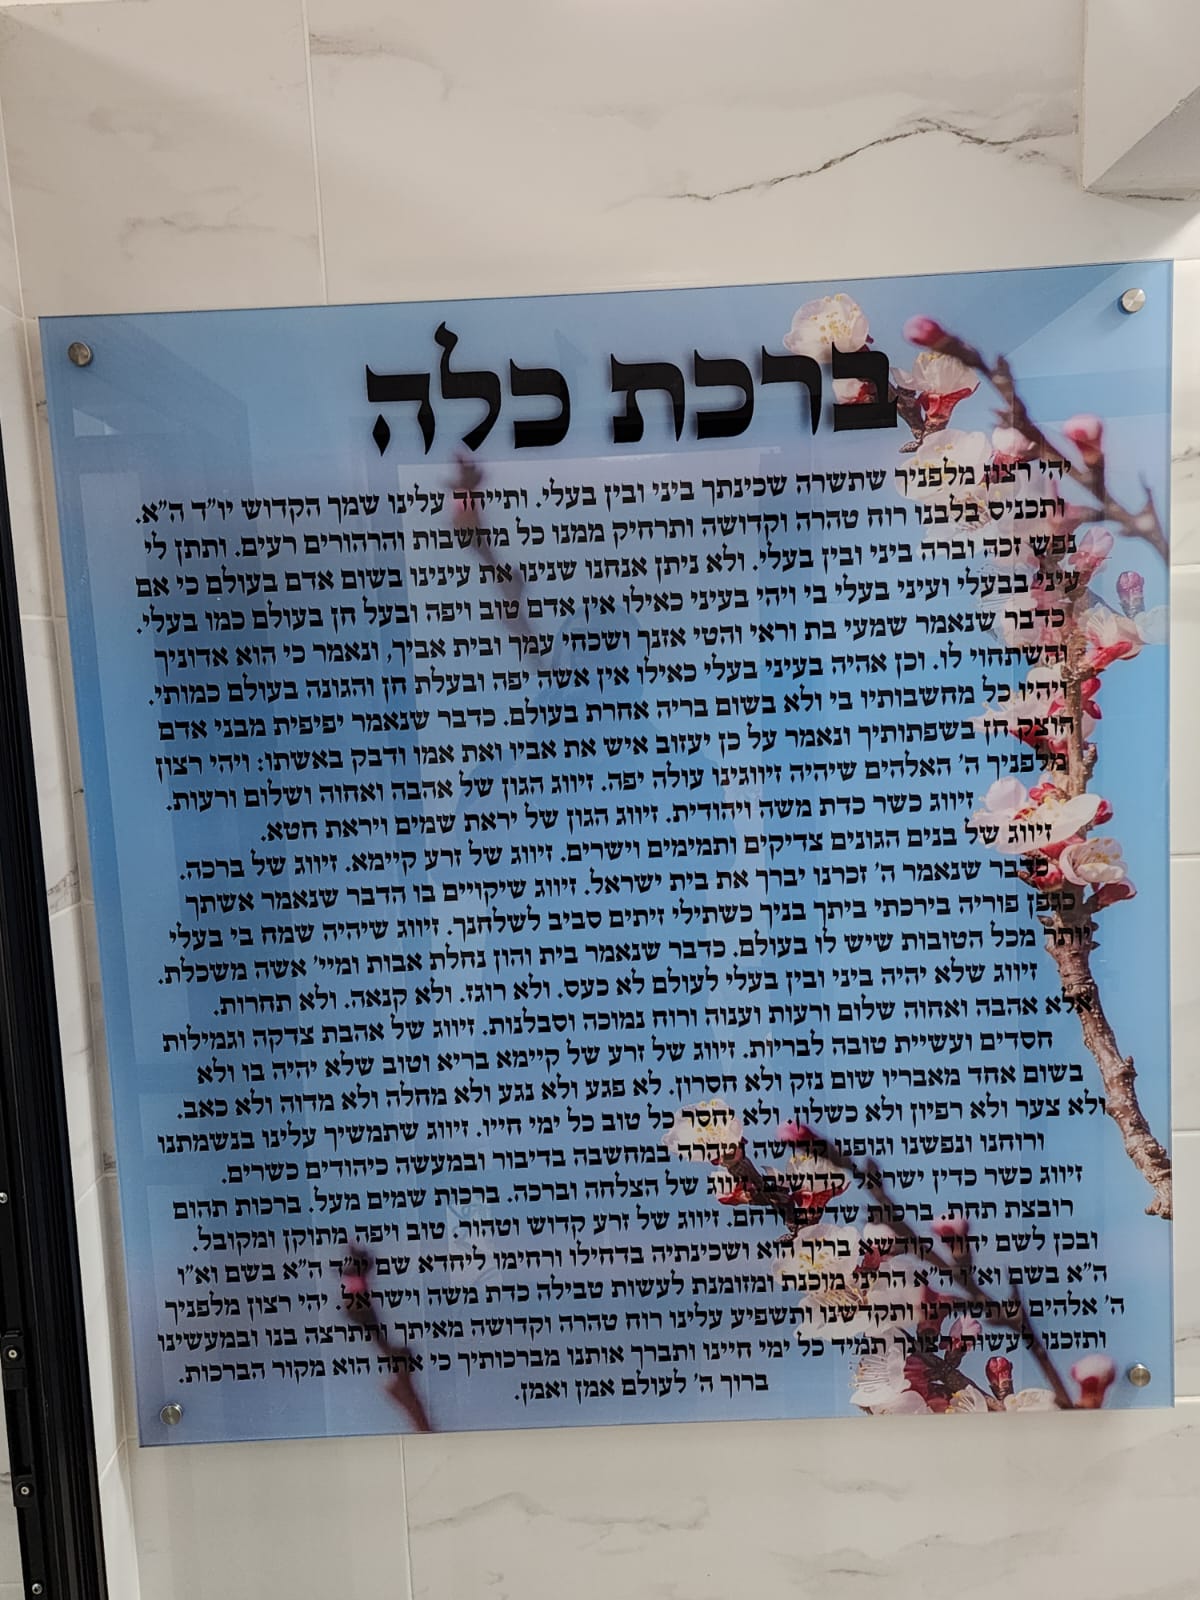 ברכת כלה
יהי רצון מלפניך שתשרה שכינתך ביני ובין בעלי. ותייחד עלינו שמך הקדוש יו״ד ה״א.
ותכניס בלבנו רוח טהרה וקדושה ותרחיק ממנו כל מחשבות והרהורים רעים. ותתן לי
נפש זכה וברה ביני ובין בעלי. ולא ניתן אנחנו שנינו את עינינו בשום אדם בעולם כי אם
עיני בבעלי ועיני בעלי בי ויהי בעיני כאילו אין אדם טוב ויפה ובעל חן בעולם כמו בעלי.
כדבר שנאמר שמעי בת וראי והטי אזנך ושכחי עמך ובית אביך, ונאמר כי הוא אדוניך
והשתחוי לו. וכן אהיה בעיני בעלי כאילו אין אשה יפה ובעלת חן והגונה בעולם כמותי.
ויהיו כל מחשבותיו בי ולא בשום בריה אחרת בעולם. כדבר שנאמר יפיפית מבני אדם
הוצק חן בשפתותיך ונאמר על כן יעזוב איש את אביו ואת אמו ודבק באשתו: ויהי רצון
מלפניך ה׳ האלהים שיהיה זיווגינו עולה יפה. זיווג הגון של אהבה ואחוה ושלום ורעות.
זיווג כשר כדת משה ויהודית. זיווג הגון של יראת שמים ויראת חטא.
זיווג של בנים הגונים צדיקים ותמימים וישרים. זיווג של זרע קיימא. זיווג של ברכה.
כדבר שנאמר ה׳ זכרנו יברך את בית ישראל. זיווג שיקויים בו הדבר שנאמר אשתך
כגפן פוריה בירכתי ביתך בניך כשתילי זיתים סביב לשלחנך. זיווג שיהיה שמח בי בעלי
יותר מכל הטובות שיש לו בעולם. כדבר שנאמר בית והון נחלת אבות ומיי׳ אשה משכלת.
זיווג שלא יהיה ביני ובין בעלי לעולם לא כעס. ולא רוגז. ולא קנאה. ולא תחרות.
אלא אהבה ואחוה שלום ורעות וענוה ורוח נמוכה וסבלנות. זיווג של אהבת צדקה וגמילות
חסדים ועשיית טובה לבריות. זיווג של זרע של קיימא בריא וטוב שלא יהיה בו ולא
בשום אחד מאבריו שום נזק ולא חסרון. לא פגע ולא נגע ולא מחלה ולא מדוה ולא כאב.
ולא צער ולא רפיון ולא כשלון. ולא יחסר כל טוב כל ימי חייו. זיווג שתמשיך עלינו בנשמתנו
ורוחנו ונפשנו וגופנו קדושה וטהרה במחשבה בדיבור ובמעשה כיהודים כשרים.
זיווג כשר כדין ישראל קדושים. זיווג של הצלחה וברכה. ברכות שמים מעל. ברכות תהום
רובצת תחת. ברכות שדים ורחם. זיווג של זרע קדוש וטהור. טוב ויפה מתוקן ומקובל.
ובכן לשם יחוד קודשא בריך הוא ושכינתיה בדחילו ורחימו ליחדא שם יו״ד ה״א בשם וא״ו
ה״א בשם וא״ו ה״א הריני מוכנת ומזומנת לעשות טבילה כדת משה וישראל. יהי רצון מלפניך
ה׳ אלהים שתטהרנו ותקדשנו ותשפיע עלינו רוח טהרה וקדושה מאיתך ותתרצה בנו ובמעשינו
ותזכנו לעשות רצונך תמיד כל ימי חיינו ותברך אותנו מברכותיך כי אתה הוא מקור הברכות.
ברוך ה׳ לעולם אמן ואמן.